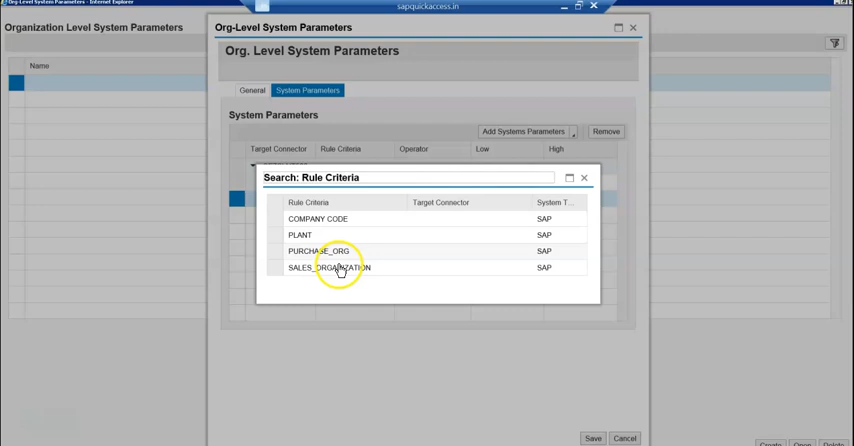 Org-Level System Parameters - Internet Explorer
sapquickaccess.in
Organization Level System Parameters
Name
Org-Level System Parameters
Org. Level System Parameters
General System Parameters
System Parameters
Add Systems Parameters Remove
Target Connector Rule Criteria Operator Low High
Search: Rule Criteria
Rule Criteria Target Connector System T...
COMPANY CODE SAP
PLANT SAP
PURCHASE_ORG SAP
SALES_ORGANIZATION SAP
Save Cancel
Create Open Delete